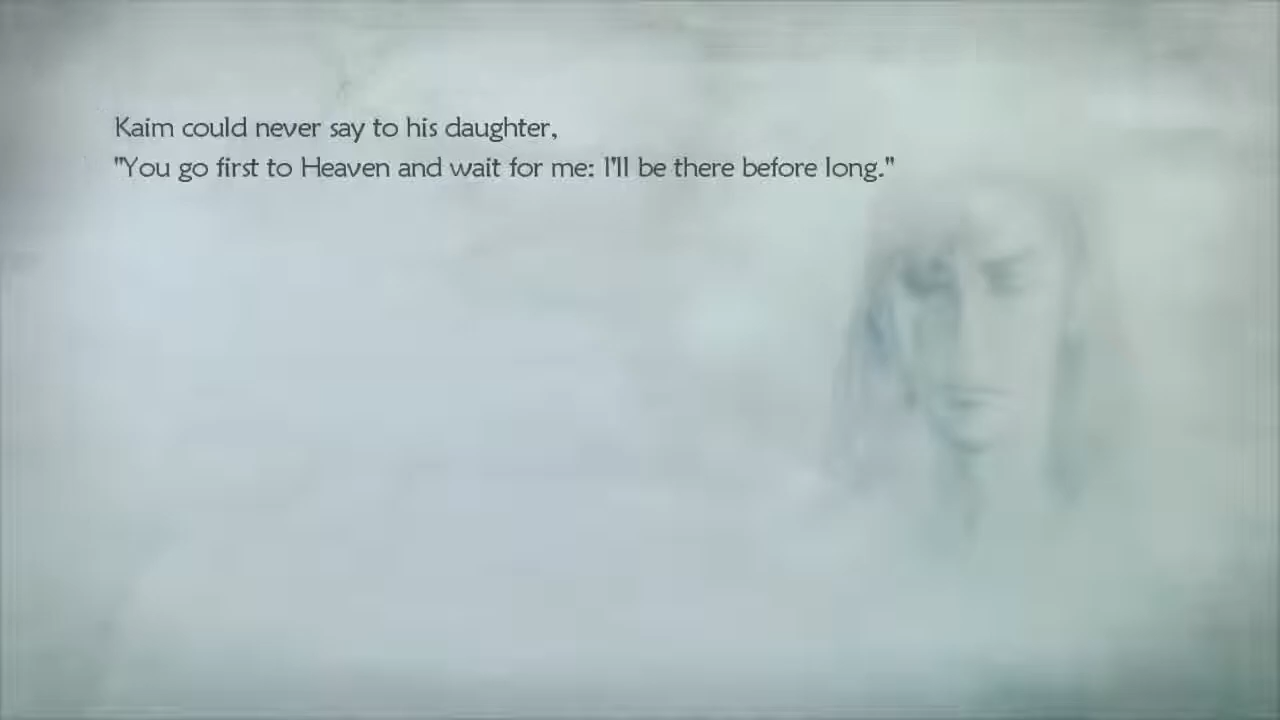 Kaim could never say to his daughter,
"You go first to Heaven and wait for me: I'll be there before long."